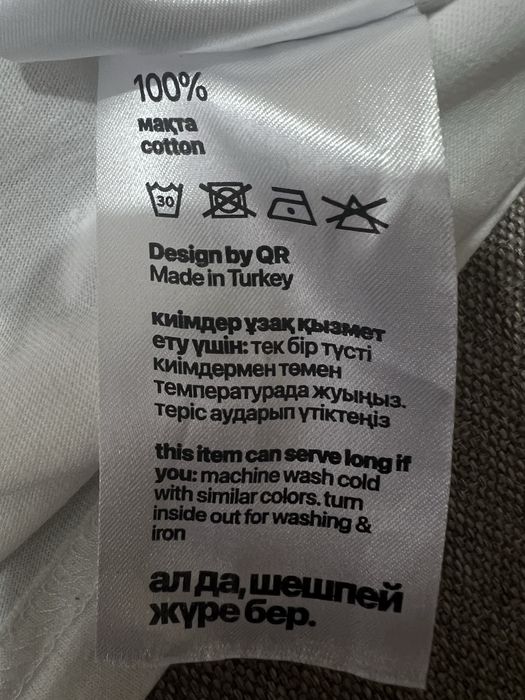 100%
мақта
cotton
30
Design by QR
Made in Turkey
киімдер ұзақ қызмет
ету үшін: тек бір түсті
киімдермен төмен
температурада жуыңыз.
теріс аударып үтіктеңіз
this item can serve long if
you: machine wash cold
with similar colors. turn
inside out for washing &
iron
ал да, шешпей
жүре бер.